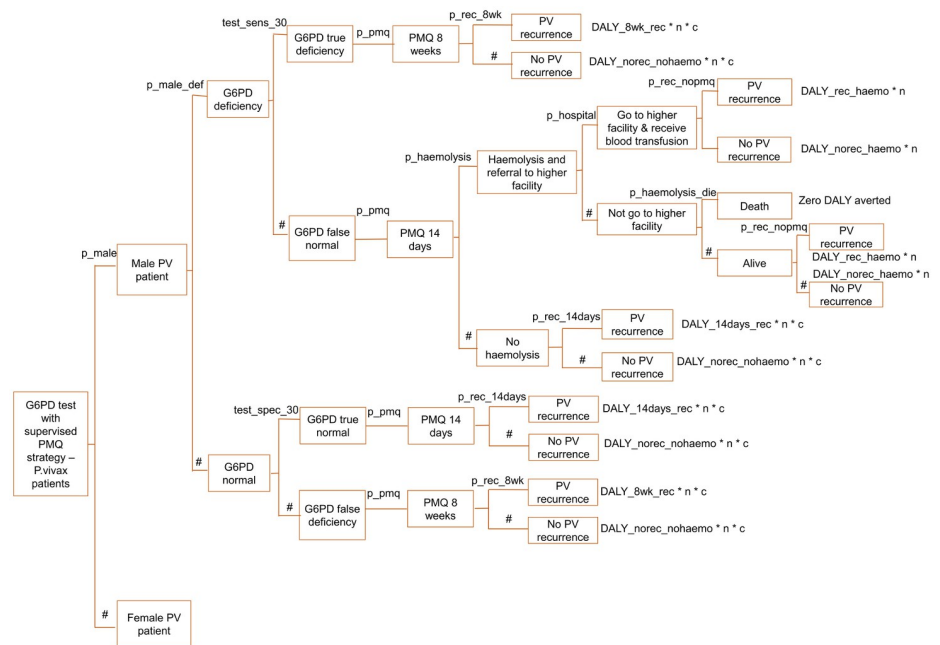 test_sens_30
G6PD true
deficiency
p_pmq
PMQ 8
weeks
p_rec_8wk
PV
recurrence
DALY_8wk_rec * n * c
#
No PV
recurrence
DALY_norec_nohaemo * n * c
p_male_def
G6PD
deficiency
p_rec_nopmq
PV
recurrence
DALY_rec_haemo * n
p_hospital
Go to higher
facility & receive
blood transfusion
No PV
recurrence
DALY_norec_haemo * n
p_haemolysis
Haemolysis and
referral to higher
facility
p_haemolysis_die
Death
Zero DALY averted
#
Not go to higher
facility
p_rec_nopmq
PV
recurrence
DALY_rec_haemo * n
#
Alive
DALY_norec_haemo * n
#
No PV
recurrence
#
G6PD false
normal
p_pmq
PMQ 14
days
p_male
Male PV
patient
#
No
haemolysis
p_rec_14days
PV
recurrence
DALY_14days_rec * n * c
#
No PV
recurrence
DALY_norec_nohaemo * n * c
G6PD test
with
supervised
PMQ
strategy –
P.vivax
patients
#
G6PD
normal
test_spec_30
G6PD true
normal
p_pmq
PMQ 14
days
p_rec_14days
PV
recurrence
DALY_14days_rec * n * c
#
No PV
recurrence
DALY_norec_nohaemo * n * c
#
G6PD false
deficiency
p_pmq
PMQ 8
weeks
p_rec_8wk
PV
recurrence
DALY_8wk_rec * n * c
#
No PV
recurrence
DALY_norec_nohaemo * n * c
#
Female PV
patient